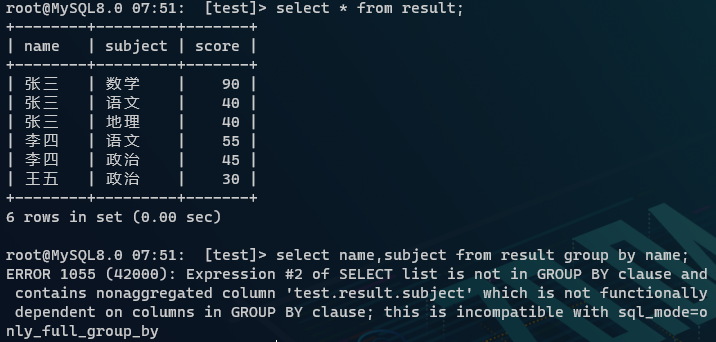 root@MySQL8.0 07:51:  [test]> select * from result;
+--------+---------+-------+
| name   | subject | score |
+--------+---------+-------+
| 张三   | 数学    |    90 |
| 张三   | 语文    |    40 |
| 张三   | 地理    |    40 |
| 李四   | 语文    |    55 |
| 李四   | 政治    |    45 |
| 王五   | 政治    |    30 |
+--------+---------+-------+
6 rows in set (0.00 sec)

root@MySQL8.0 07:51:  [test]> select name,subject from result group by name;
ERROR 1055 (42000): Expression #2 of SELECT list is not in GROUP BY clause and
 contains nonaggregated column 'test.result.subject' which is not functionally
 dependent on columns in GROUP BY clause; this is incompatible with sql_mode=o
nly_full_group_by